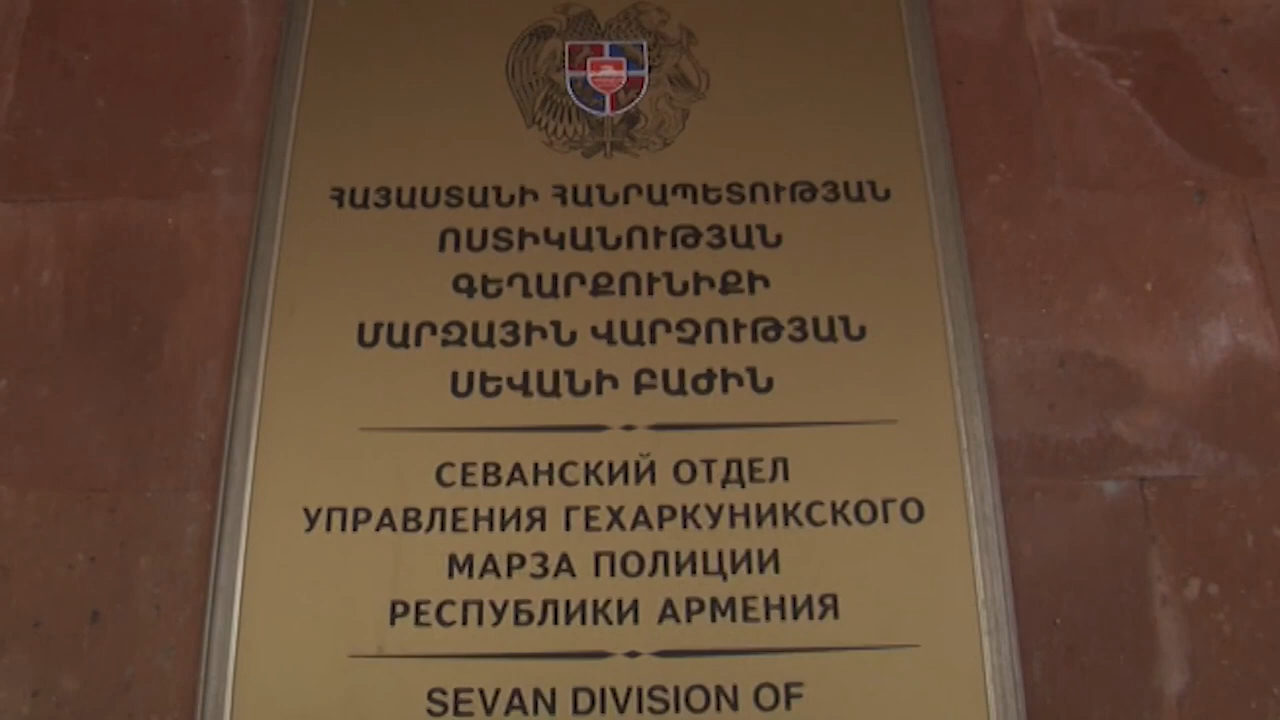 ՀԱՅԱՍՏԱՆԻ ՀԱՆՐԱՊԵՏՈՒԹՅԱՆ
ՈՍՏԻԿԱՆՈՒԹՅԱՆ
ԳԵՂԱՐՔՈՒՆԻՔԻ
ՄԱՐԶԱՅԻՆ ՎԱՐՉՈՒԹՅԱՆ
ՍԵՎԱՆԻ ԲԱԺԻՆ
СЕВАНСКИЙ ОТДЕЛ
УПРАВЛЕНИЯ ГЕХАРКУНИКСКОГО
МАРЗА ПОЛИЦИИ
РЕСПУБЛИКИ АРМЕНИЯ
SEVAN DIVISION OF